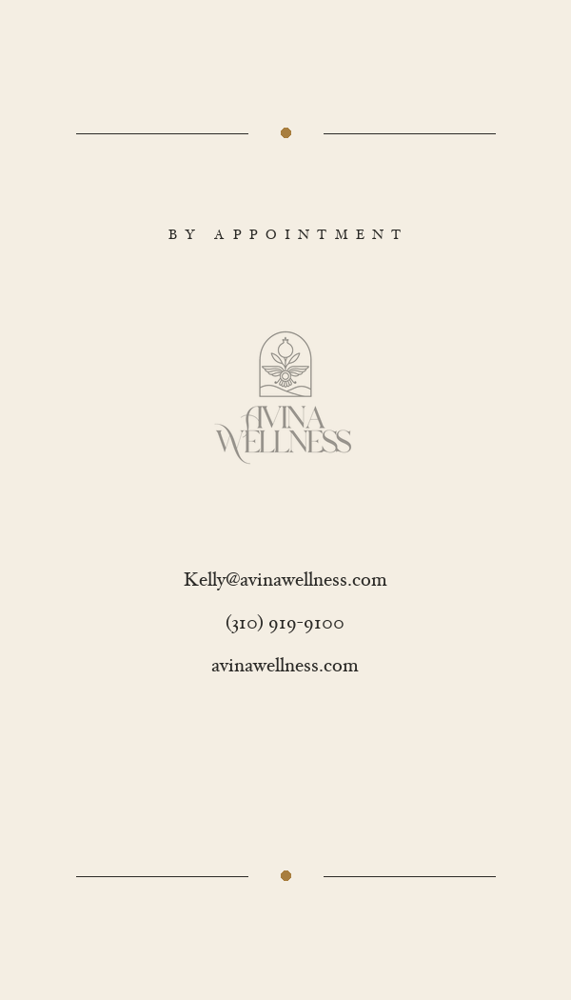 BY APPOINTMENT
AVINA
WELLNESS
Kelly@avinawellness.com
(310) 919-9100
avinawellness.com